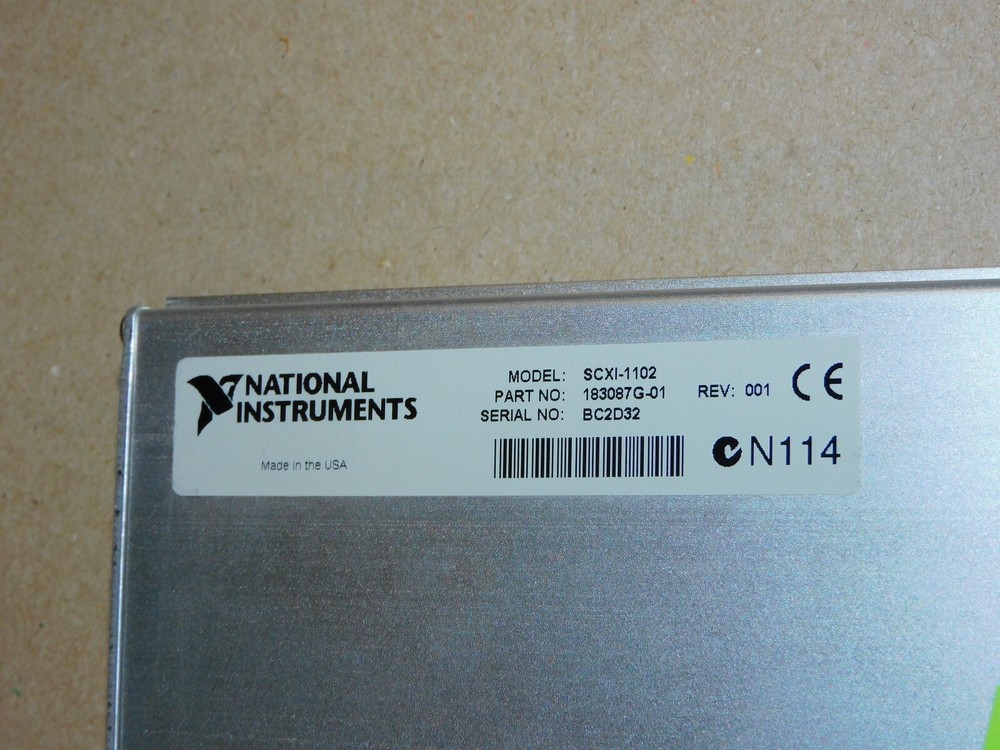 NATIONAL
INSTRUMENTS
Made in the USA
MODEL: SCXI-1102
PART NO: 183087G-01 REV: 001
SERIAL NO: BC2D32
CE
N114